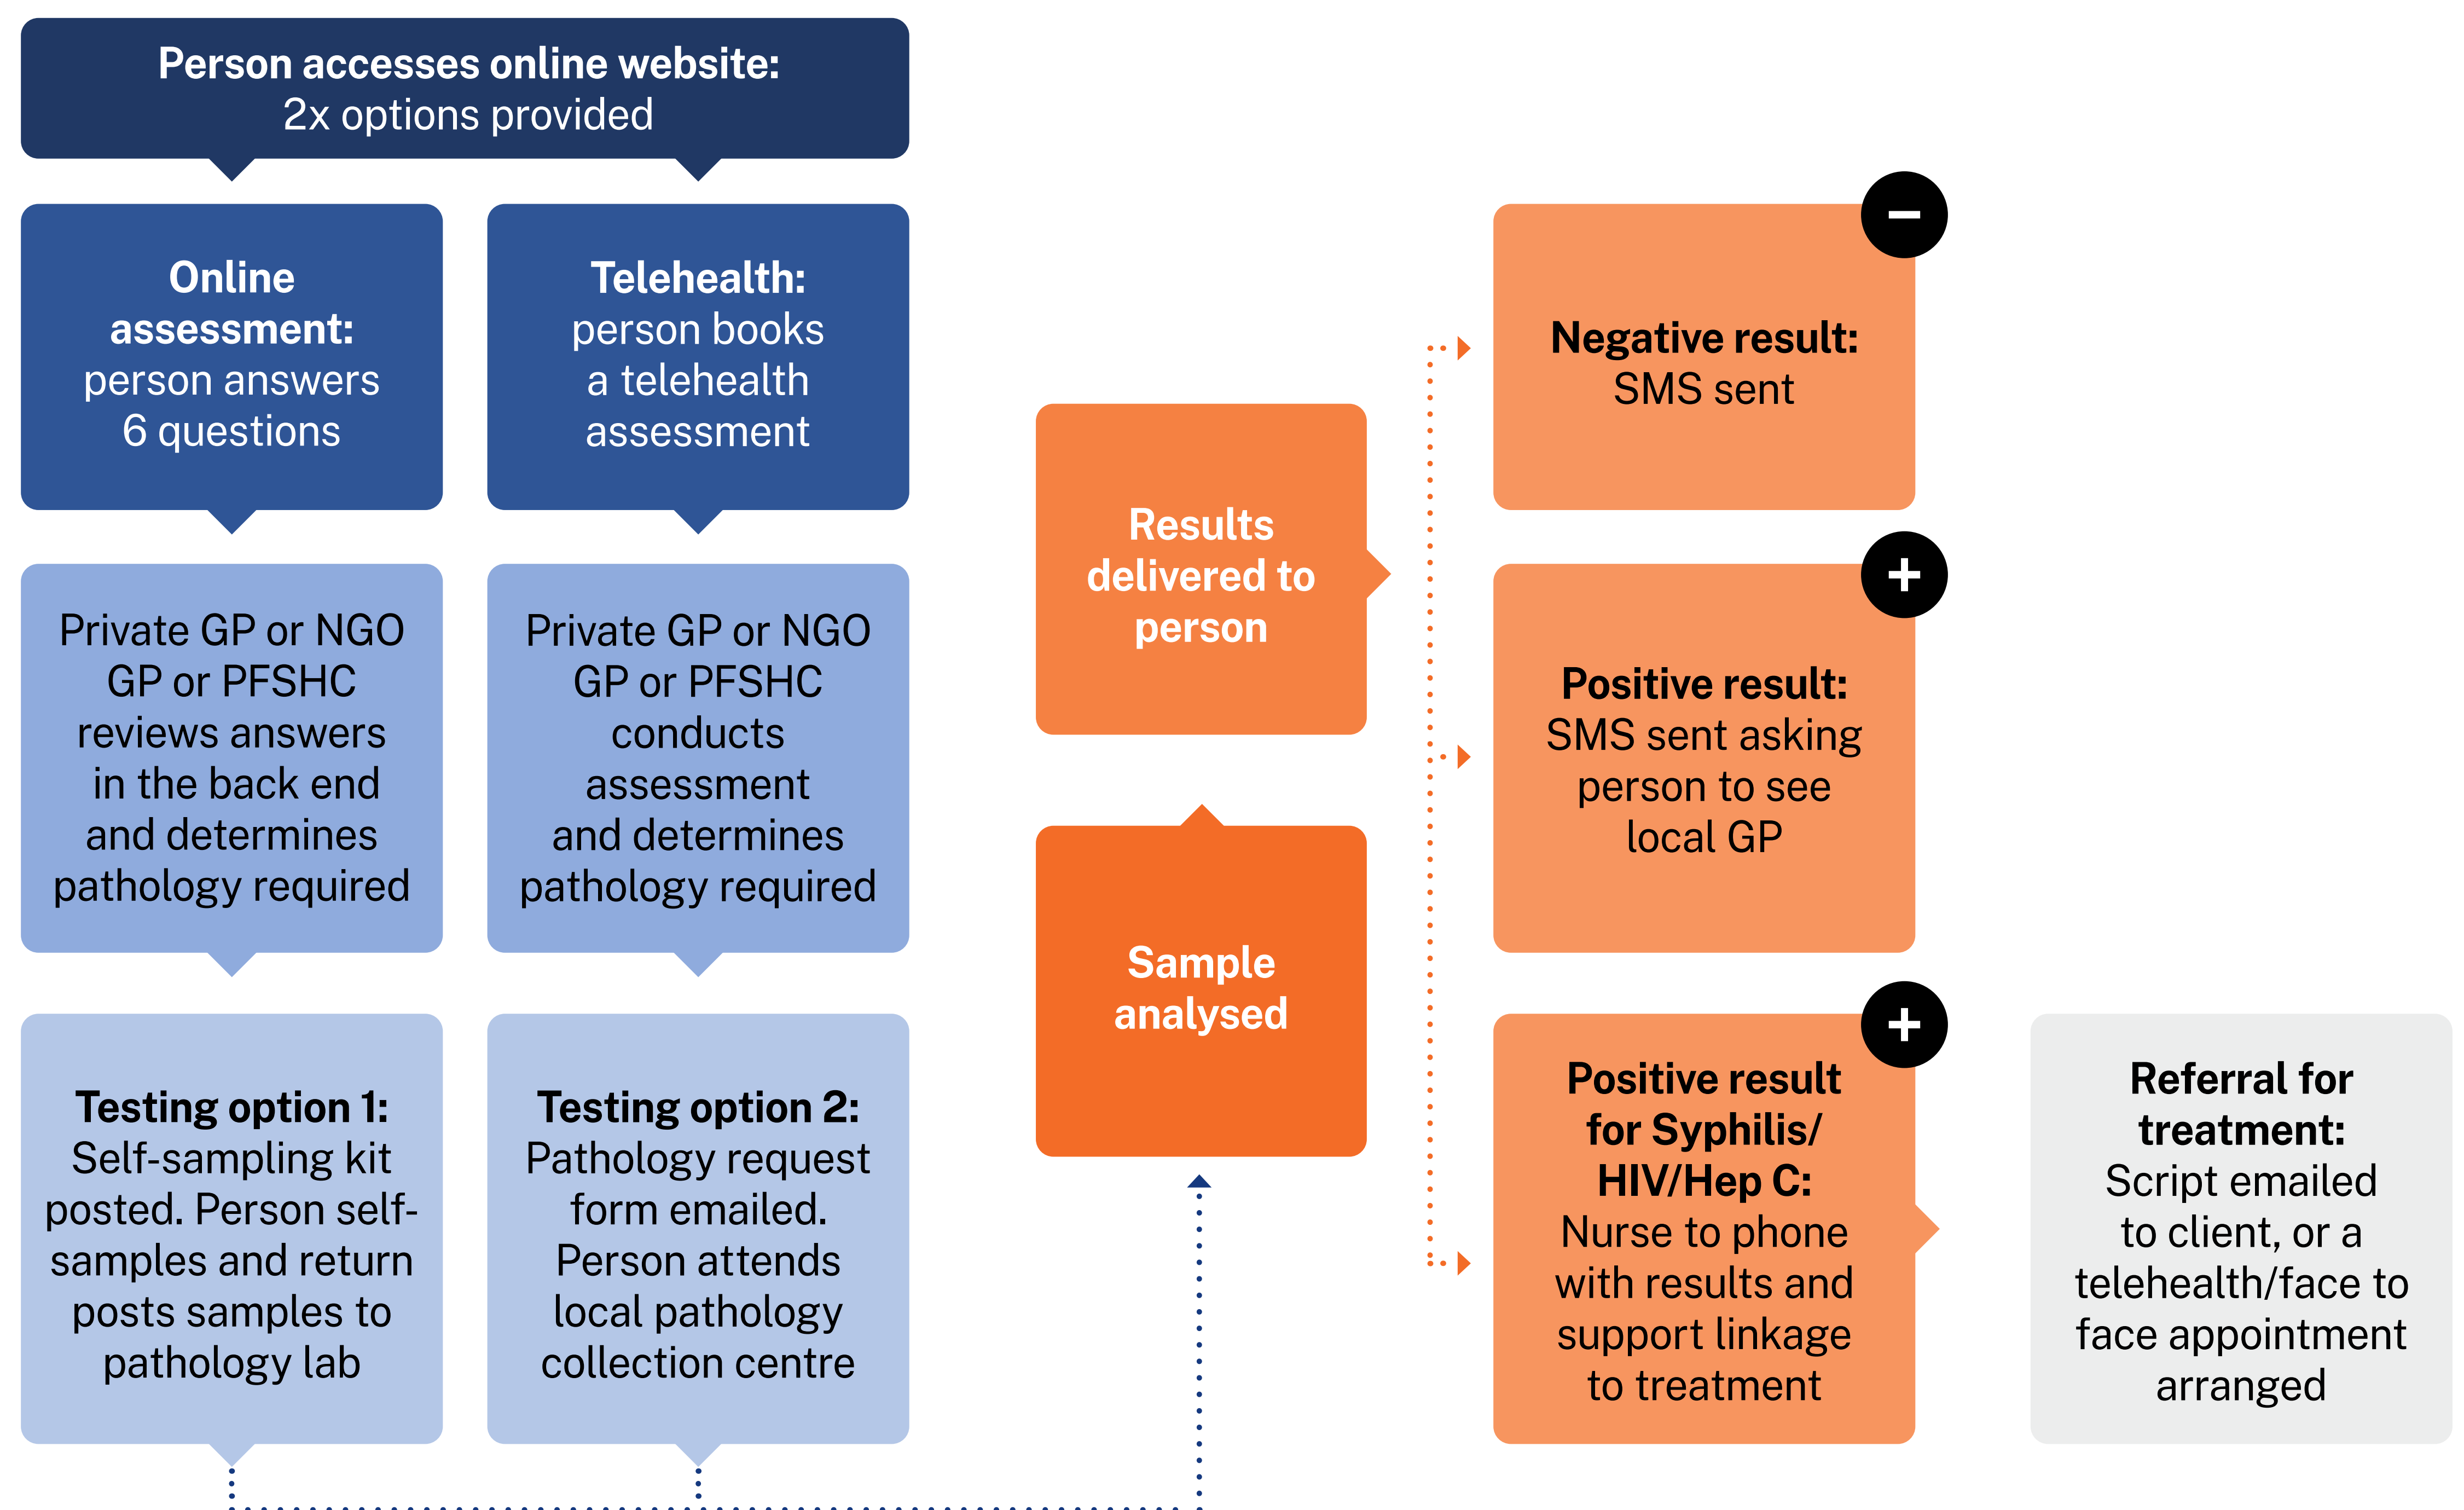 Person accesses online website:
2x options provided
Online
assessment:
person answers
6 questions
Telehealth:
person books
a telehealth
assessment
Private GP or NGO
GP or PFSHC
reviews answers
in the back end
and determines
pathology required
Private GP or NGO
GP or PFSHC
conducts
assessment
and determines
pathology required
Testing option 1:
Self-sampling kit
posted. Person self-
samples and return
posts samples to
pathology lab
Testing option 2:
Pathology request
form emailed.
Person attends
local pathology
collection centre
Sample
analysed
Results
delivered to
person
−
Negative result:
SMS sent
+
Positive result:
SMS sent asking
person to see
local GP
+
Positive result
for Syphilis/
HIV/Hep C:
Nurse to phone
with results and
support linkage
to treatment
Referral for
treatment:
Script emailed
to client, or a
telehealth/face to
face appointment
arranged